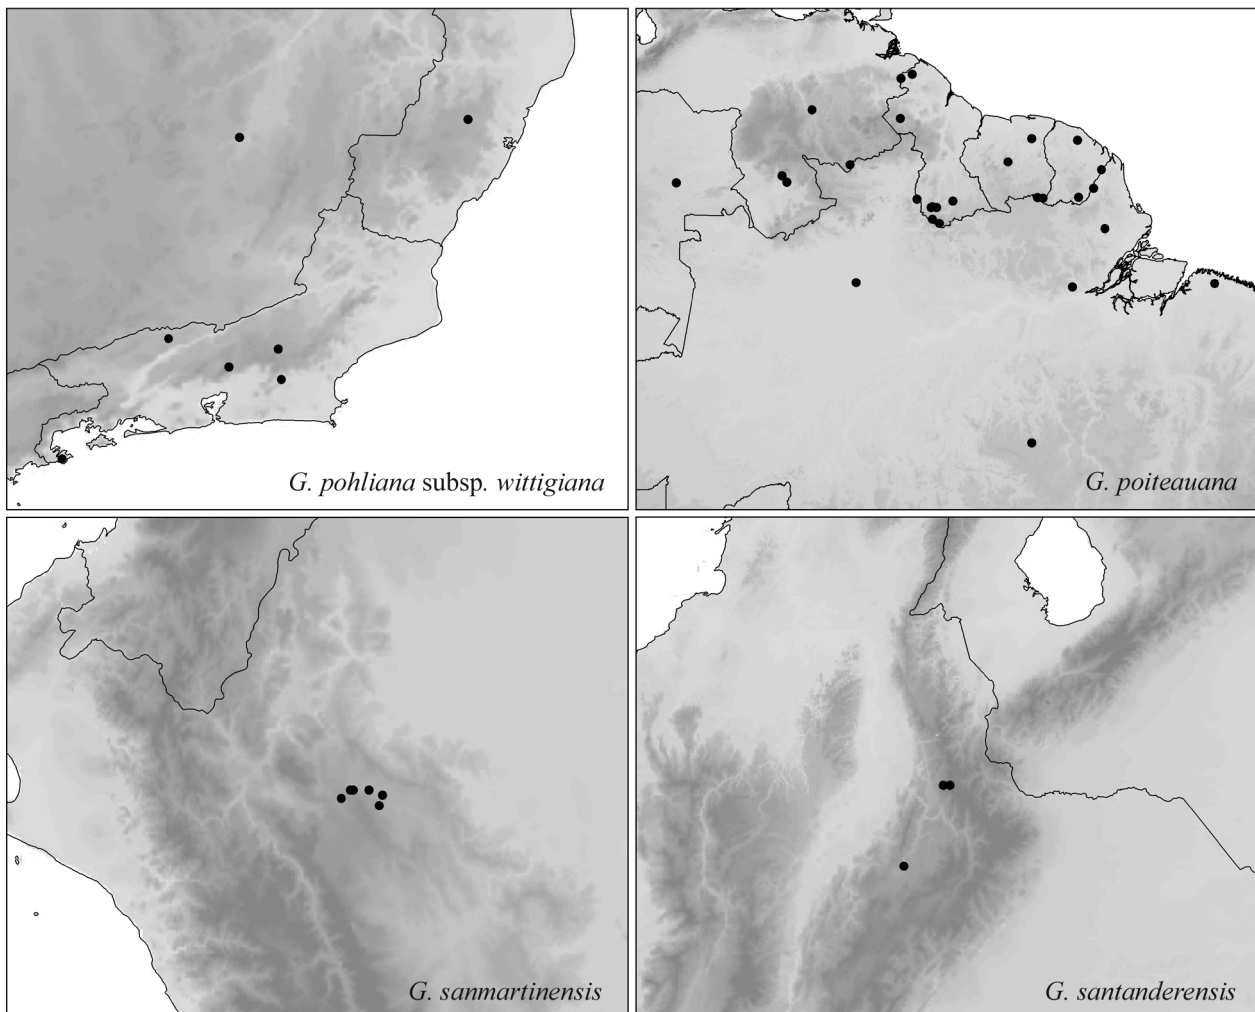 G. pohliana subsp. wittigiana
G. poiteauana
G. sanmartinensis
G. santanderensis